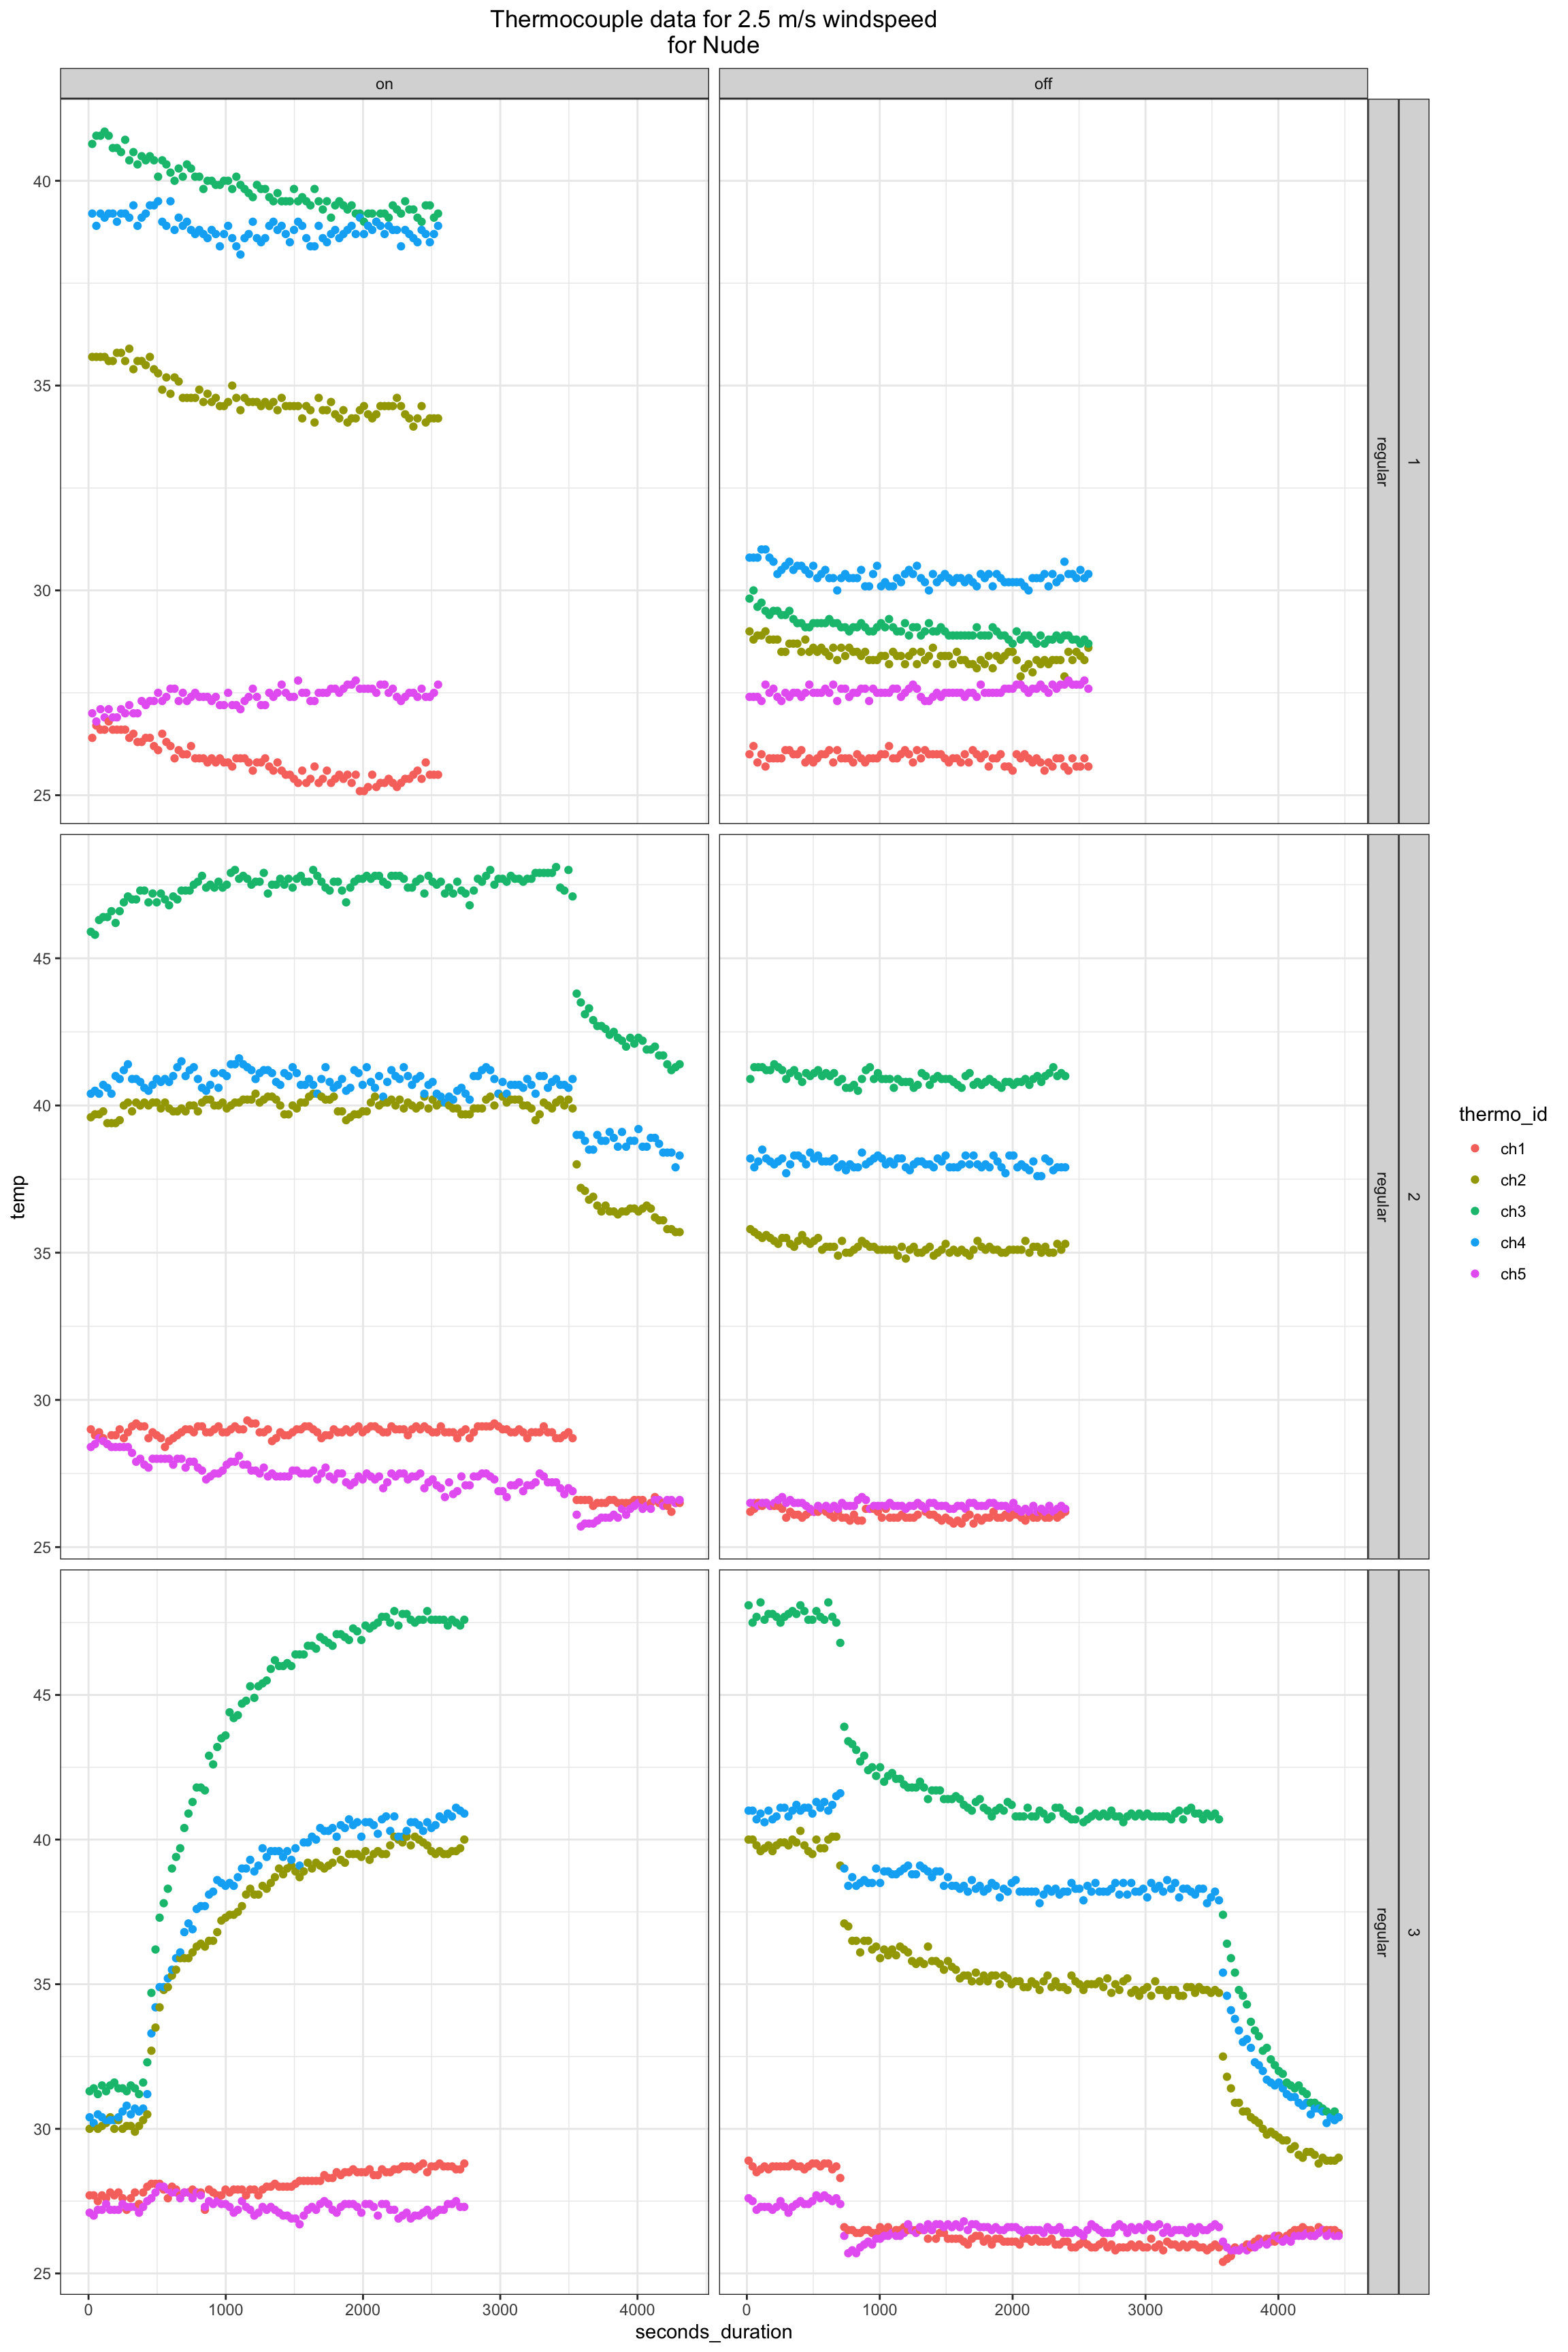 Thermocouple data for 2.5 m/s windspeed
for Nude
on
off
40
35
30
25
regular
1
45
40
35
30
25
regular
2
45
40
35
30
25
regular
3
temp
0
1000
2000
3000
4000
0
1000
2000
3000
4000
seconds_duration
thermo_id
ch1
ch2
ch3
ch4
ch5